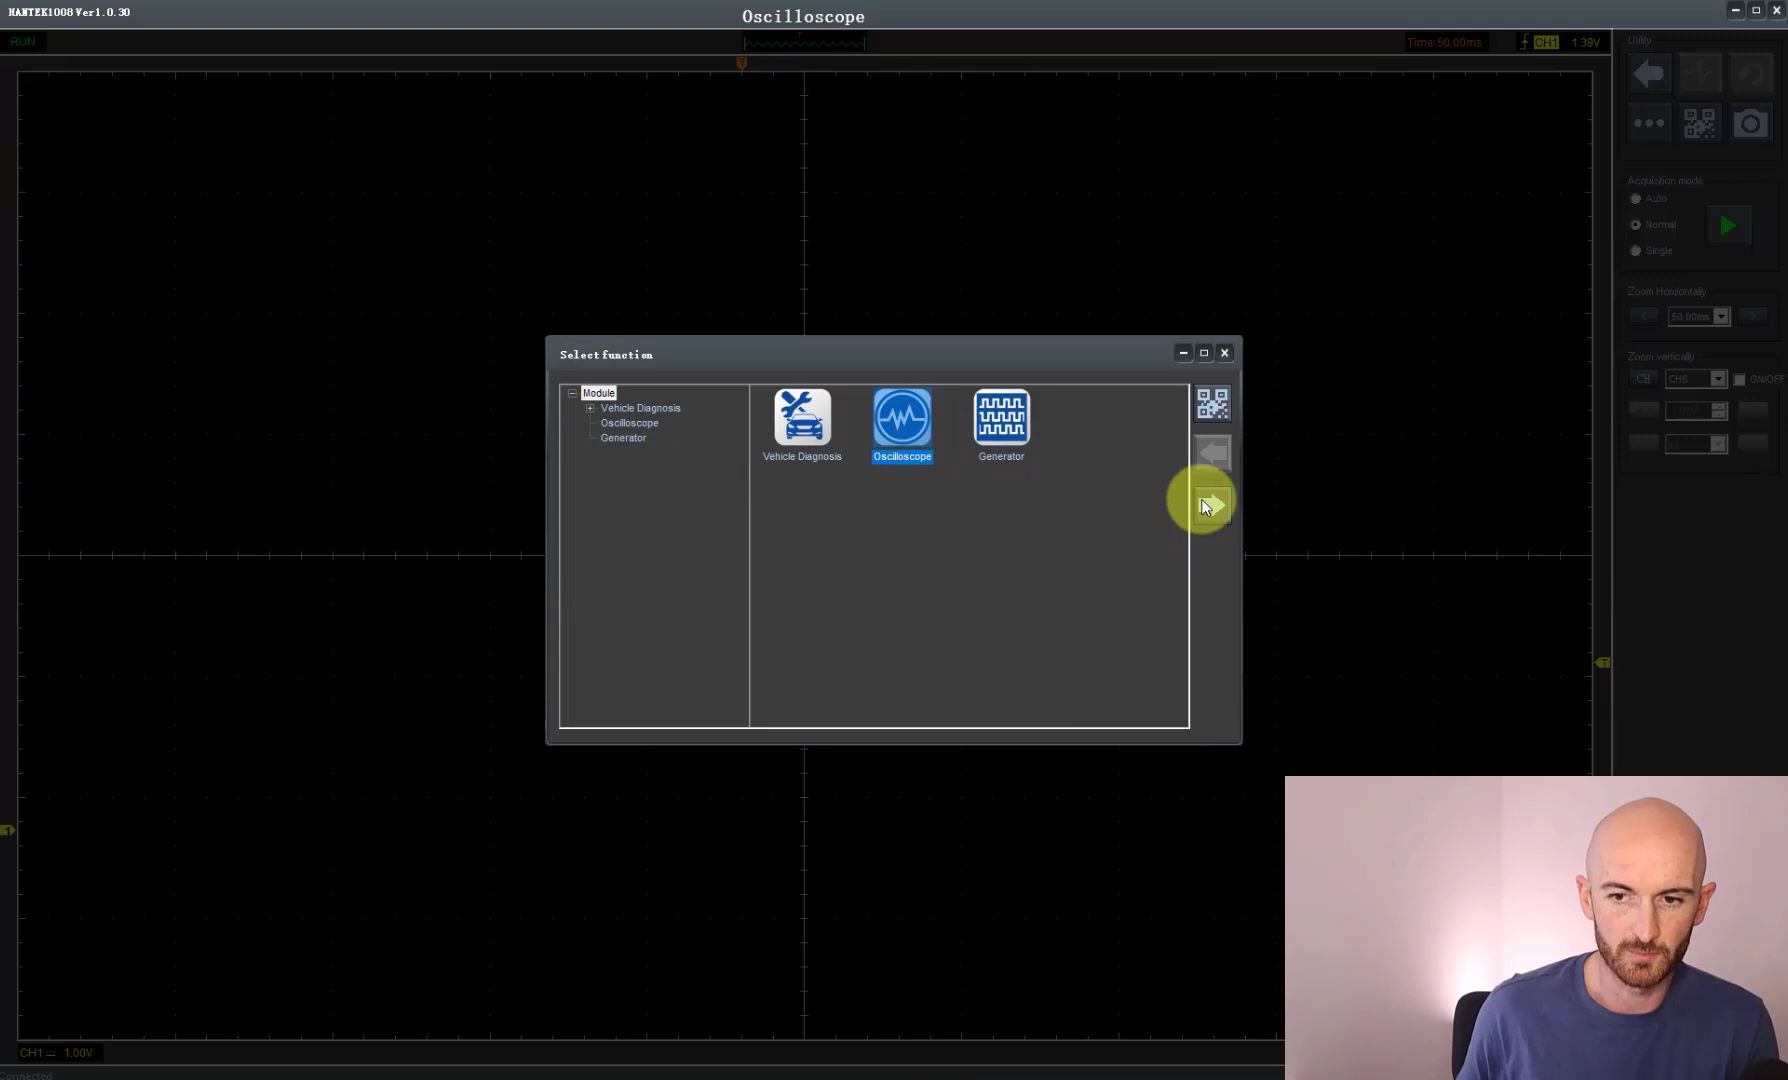 HANTEK1008 Ver1.0.30
Oscilloscope
RUN
T
Time:50.00ms
CH1 1.39V
T
Utility
Acquisition mode
Auto
Normal
Single
Zoom Horizontally
< 50.00ms >
Zoom vertically
CH CH8 ON/OFF
Select function
Module
Vehicle Diagnosis
Oscilloscope
Generator
Vehicle Diagnosis Oscilloscope Generator
T
1
CH1 1.00V
Connected